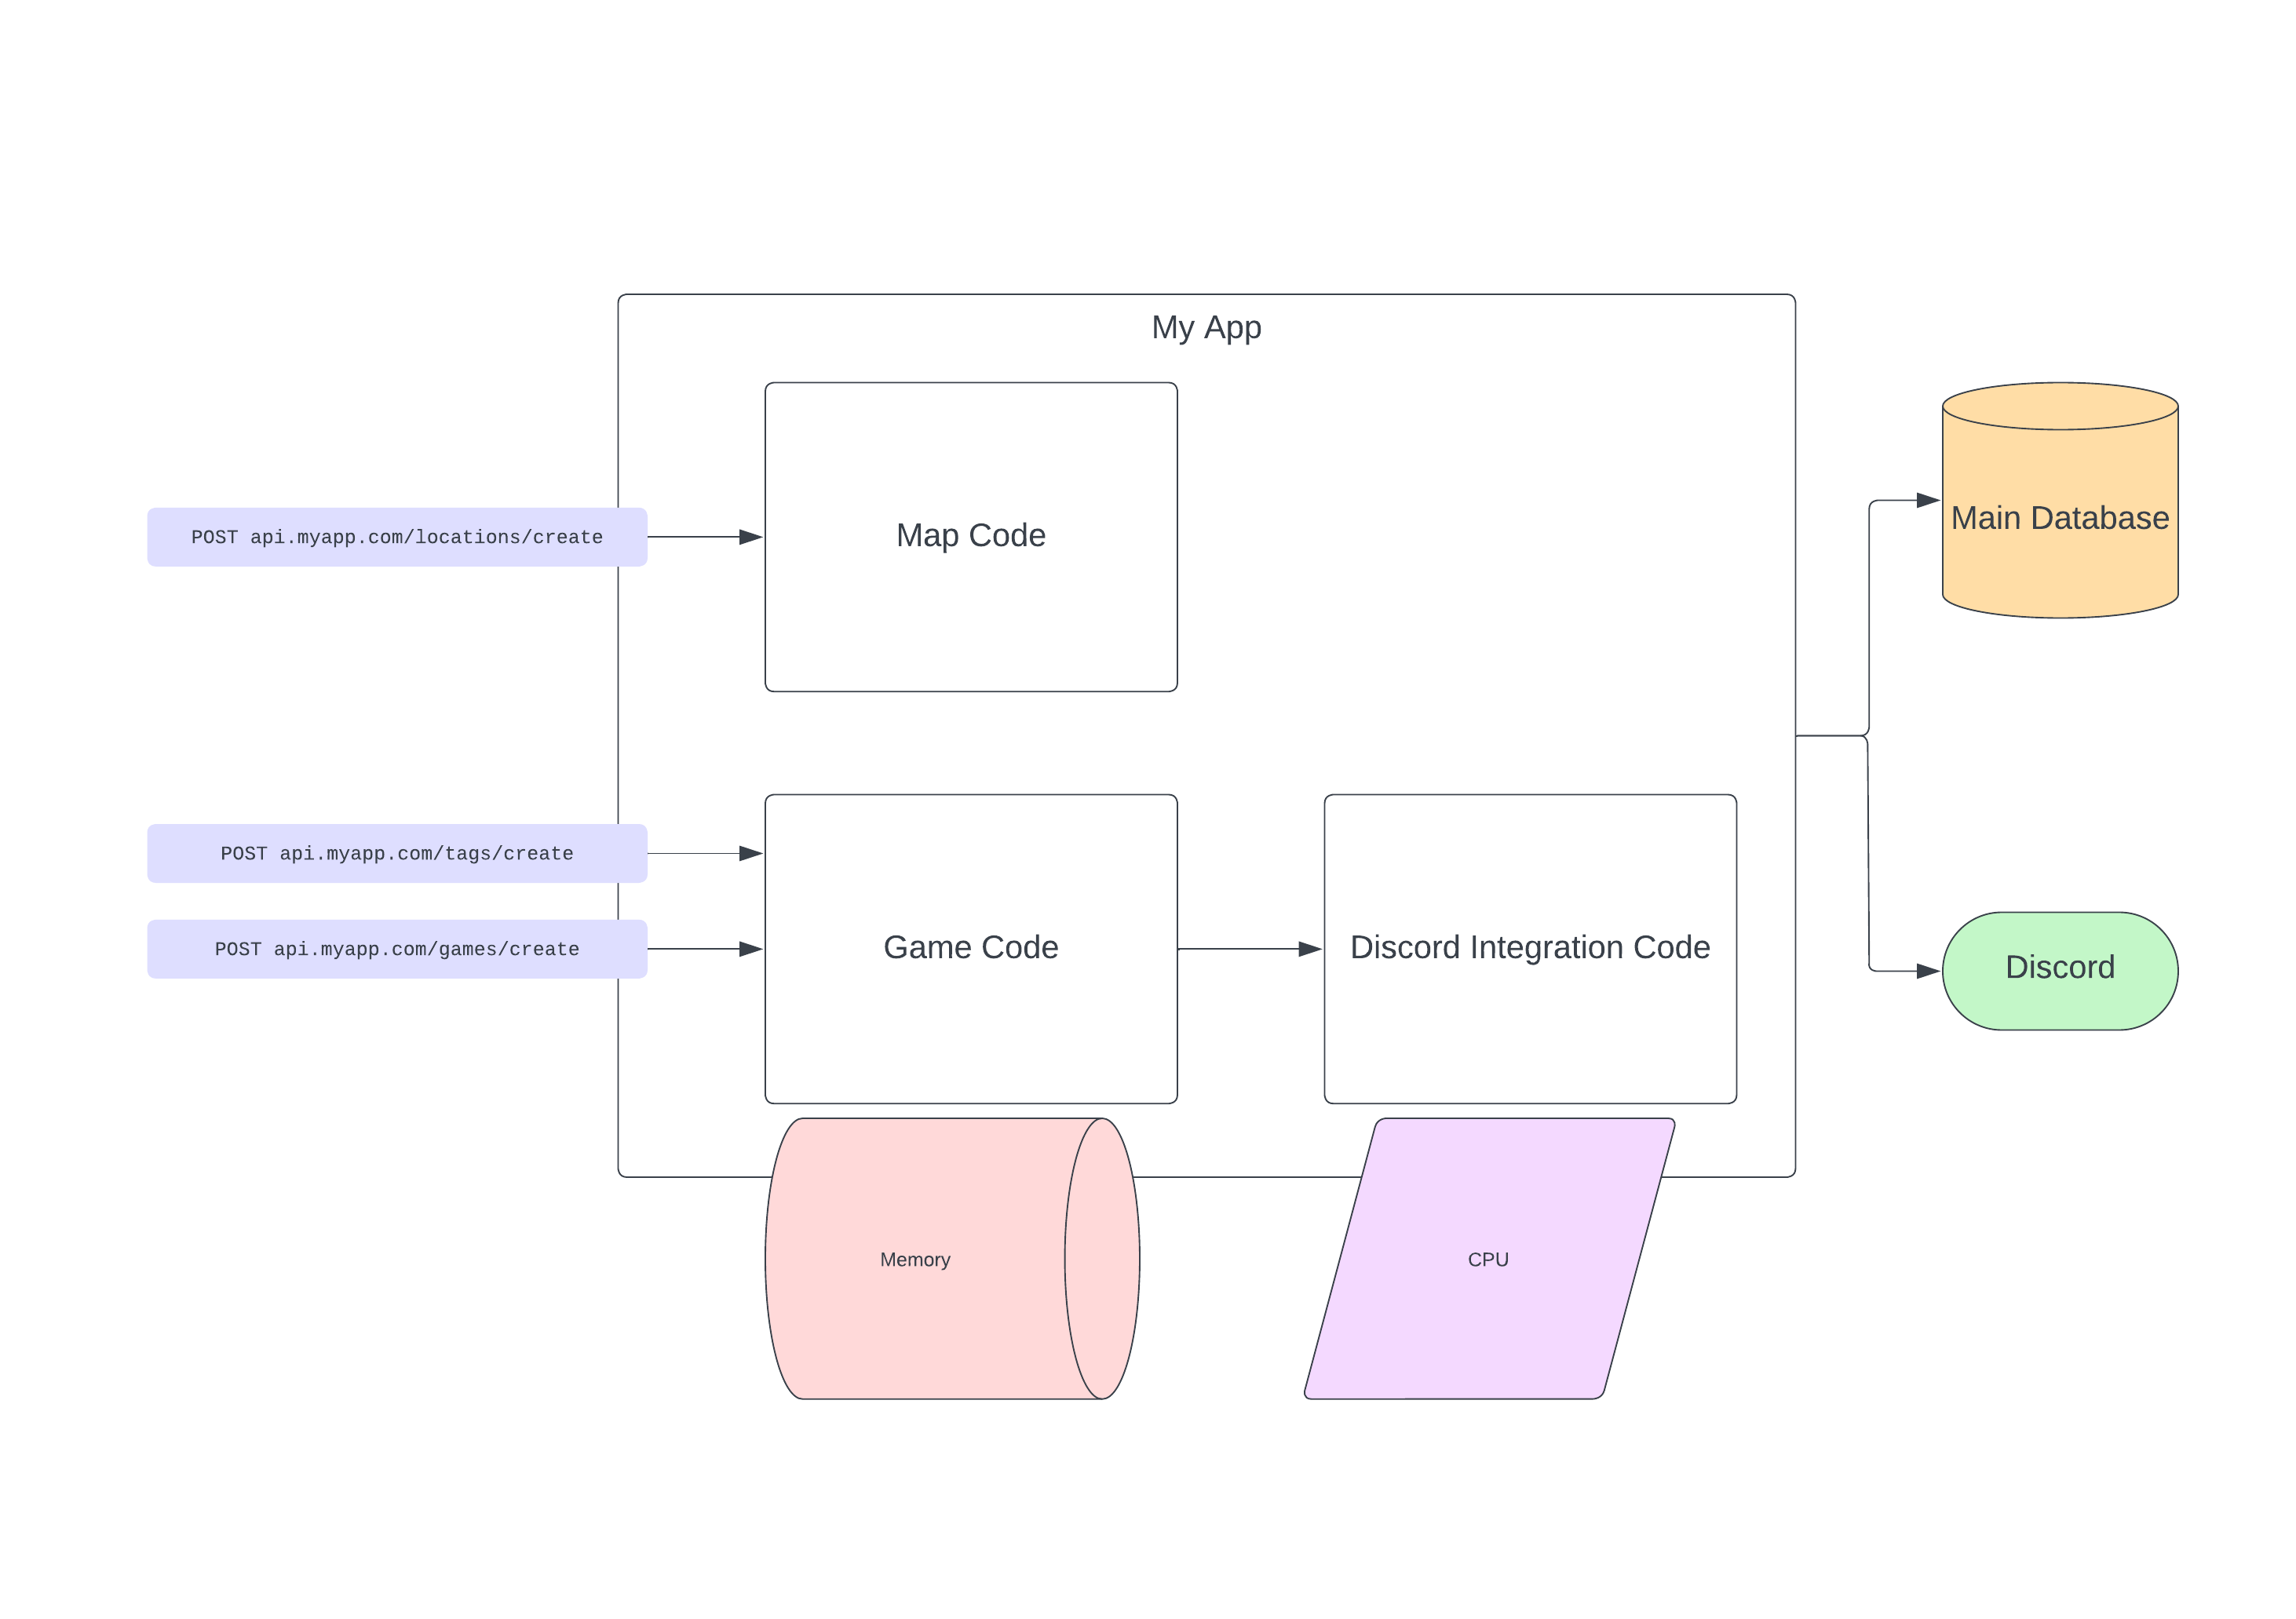 My App
Map Code
Main Database
POST api.myapp.com/locations/create
POST api.myapp.com/tags/create
POST api.myapp.com/games/create
Game Code
Discord Integration Code
Discord
Memory
CPU